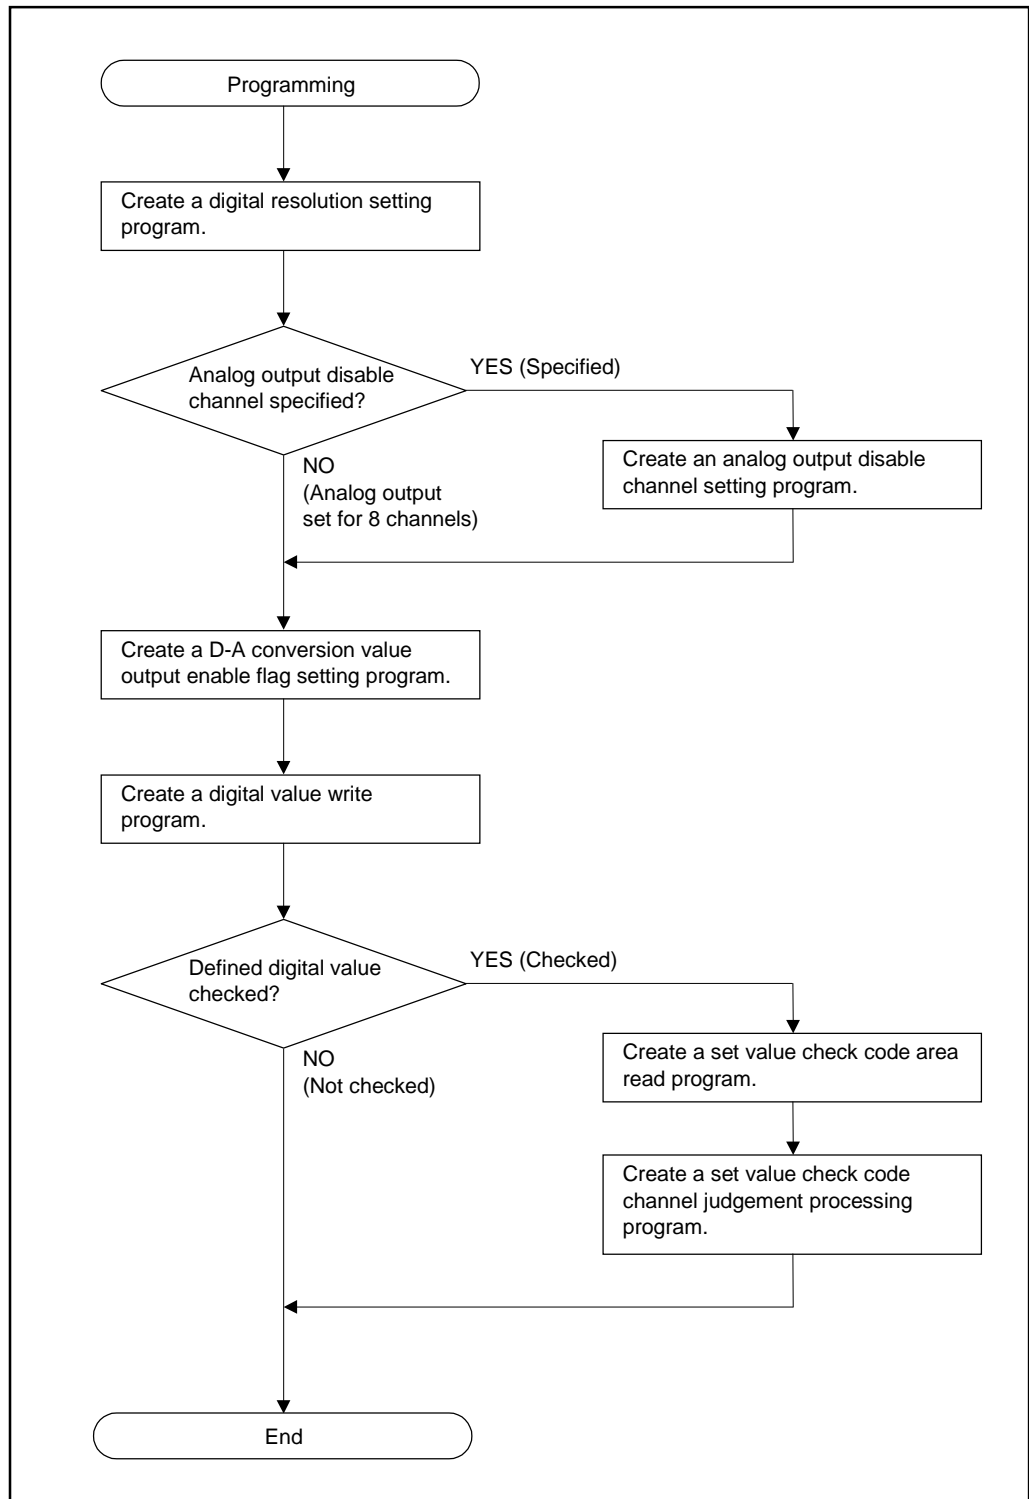 Programming
Create a digital resolution setting
program.
Analog output disable
channel specified?
YES (Specified)
NO
(Analog output
set for 8 channels)
Create an analog output disable
channel setting program.
Create a D-A conversion value
output enable flag setting program.
Create a digital value write
program.
Defined digital value
checked?
YES (Checked)
NO
(Not checked)
Create a set value check code area
read program.
Create a set value check code
channel judgement processing
program.
End